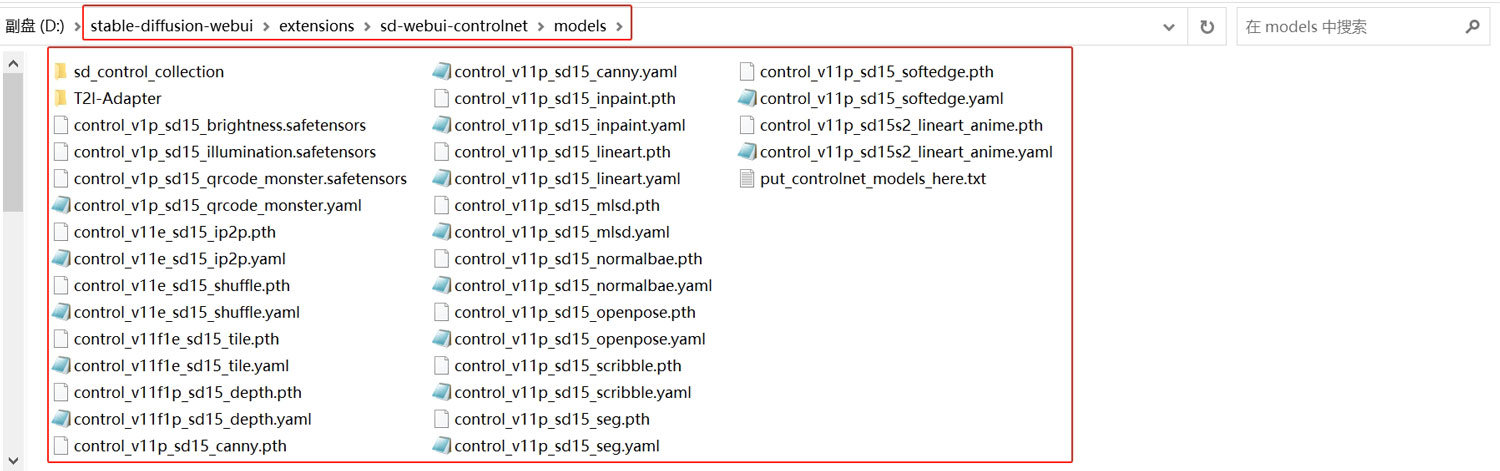 副盘 (D:) > stable-diffusion-webui > extensions > sd-webui-controlnet > models >
在 models 中搜索
sd_control_collection
T2I-Adapter
control_v1p_sd15_brightness.safetensors
control_v1p_sd15_illumination.safetensors
control_v1p_sd15_qrcode_monster.safetensors
control_v1p_sd15_qrcode_monster.yaml
control_v11e_sd15_ip2p.pth
control_v11e_sd15_ip2p.yaml
control_v11e_sd15_shuffle.pth
control_v11e_sd15_shuffle.yaml
control_v11f1e_sd15_tile.pth
control_v11f1e_sd15_tile.yaml
control_v11f1p_sd15_depth.pth
control_v11f1p_sd15_depth.yaml
control_v11p_sd15_canny.pth
control_v11p_sd15_canny.yaml
control_v11p_sd15_inpaint.pth
control_v11p_sd15_inpaint.yaml
control_v11p_sd15_lineart.pth
control_v11p_sd15_lineart.yaml
control_v11p_sd15_mlsd.pth
control_v11p_sd15_mlsd.yaml
control_v11p_sd15_normalbae.pth
control_v11p_sd15_normalbae.yaml
control_v11p_sd15_openpose.pth
control_v11p_sd15_openpose.yaml
control_v11p_sd15_scribble.pth
control_v11p_sd15_scribble.yaml
control_v11p_sd15_seg.pth
control_v11p_sd15_seg.yaml
control_v11p_sd15_softedge.pth
control_v11p_sd15_softedge.yaml
control_v11p_sd15s2_lineart_anime.pth
control_v11p_sd15s2_lineart_anime.yaml
put_controlnet_models_here.txt